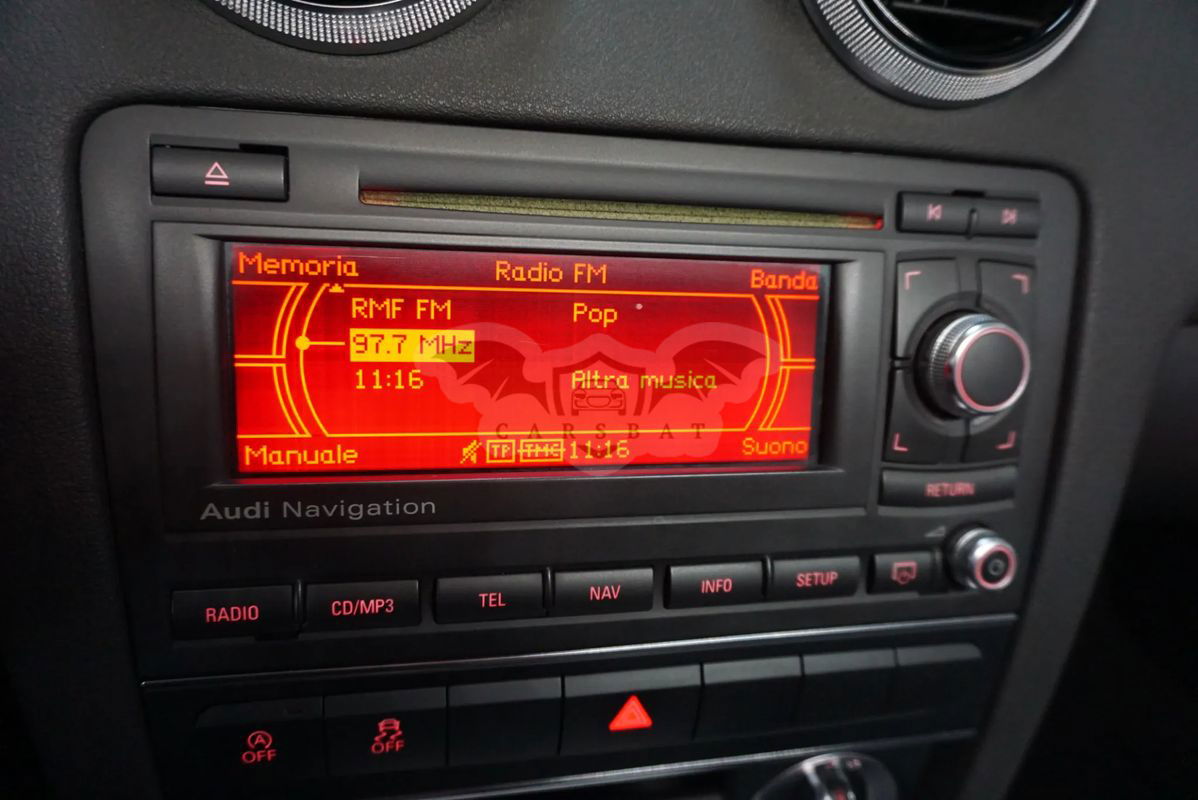 Memoria
Radio FM
Banda
RMF FM
Pop
97.7 MHz
11:16
Altra musica
CARSBAT
Manuale
TP
TMC
11:16
Suono
Audi Navigation
RETURN
RADIO
CD/MP3
TEL
NAV
INFO
SETUP
A
OFF
OFF